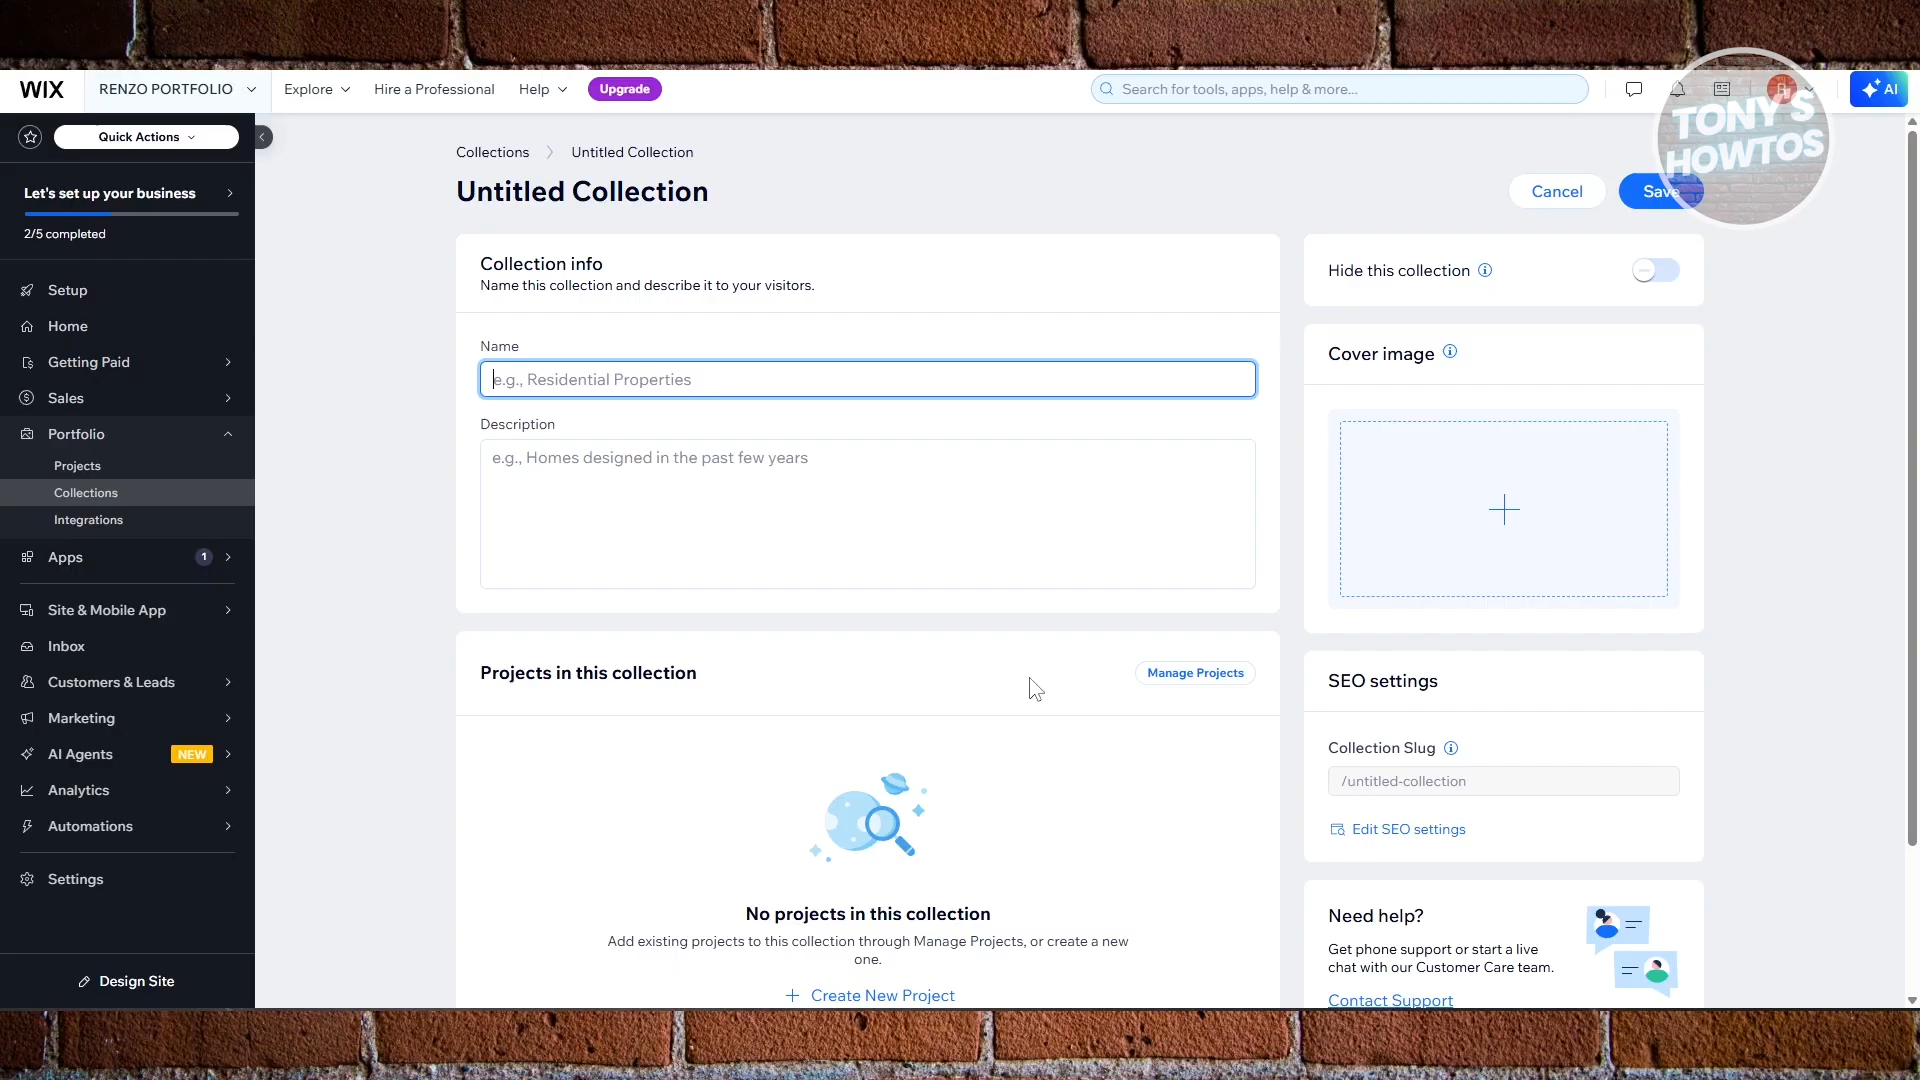 WIX
RENZO PORTFOLIO
Explore
Hire a Professional
Help
Upgrade
Search for tools, apps, help & more...
AI
TONY'S
HOWTOS
Quick Actions
Let's set up your business
2/5 completed
Setup
Home
Getting Paid
Sales
Portfolio
Projects
Collections
Integrations
Apps
1
Site & Mobile App
Inbox
Customers & Leads
Marketing
AI Agents
NEW
Analytics
Automations
Settings
Design Site
Collections
Untitled Collection
Untitled Collection
Cancel
Save
Collection info
Name this collection and describe it to your visitors.
Name
e.g., Residential Properties
Description
e.g., Homes designed in the past few years
Projects in this collection
Manage Projects
No projects in this collection
Add existing projects to this collection through Manage Projects, or create a new
one.
+ Create New Project
Hide this collection
Cover image
SEO settings
Collection Slug
/untitled-collection
Edit SEO settings
Need help?
Get phone support or start a live
chat with our Customer Care team.
Contact Support